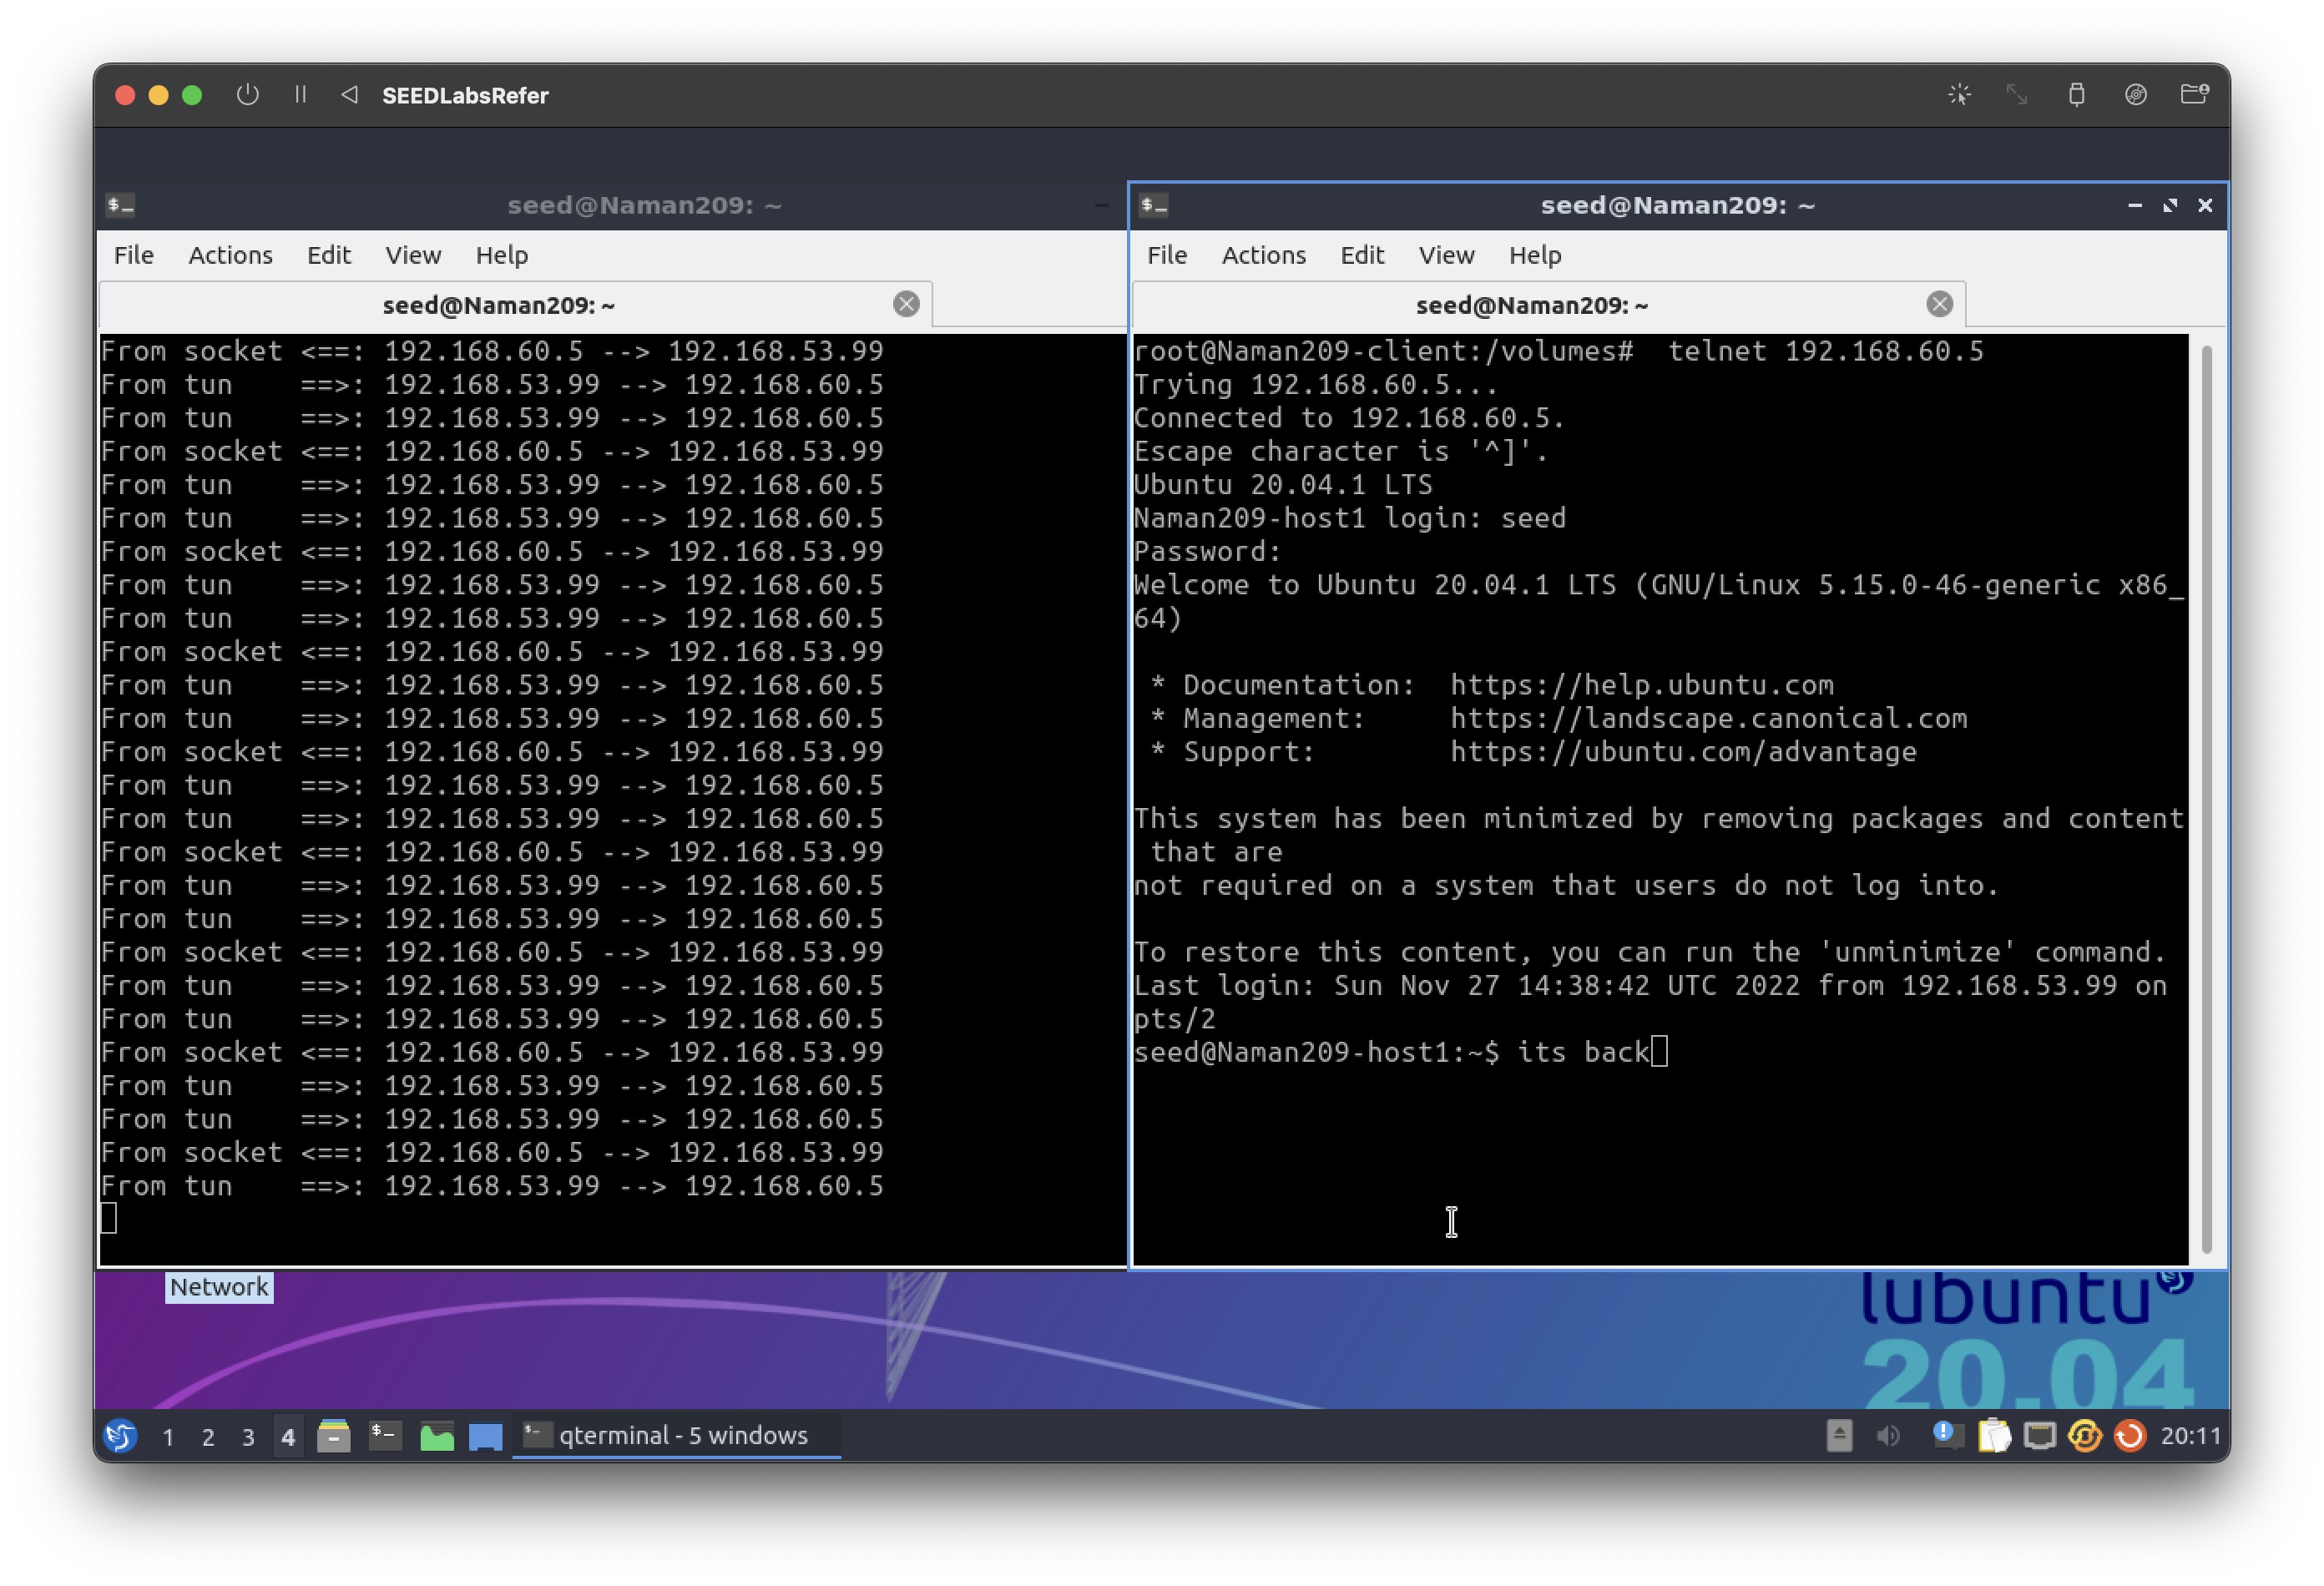 SEEDLabsRefer
seed@Naman209: ~
File Actions Edit View Help
seed@Naman209: ~
From socket <==: 192.168.60.5 --> 192.168.53.99
From tun    ==>: 192.168.53.99 --> 192.168.60.5
From tun    ==>: 192.168.53.99 --> 192.168.60.5
From socket <==: 192.168.60.5 --> 192.168.53.99
From tun    ==>: 192.168.53.99 --> 192.168.60.5
From tun    ==>: 192.168.53.99 --> 192.168.60.5
From socket <==: 192.168.60.5 --> 192.168.53.99
From tun    ==>: 192.168.53.99 --> 192.168.60.5
From tun    ==>: 192.168.53.99 --> 192.168.60.5
From socket <==: 192.168.60.5 --> 192.168.53.99
From tun    ==>: 192.168.53.99 --> 192.168.60.5
From tun    ==>: 192.168.53.99 --> 192.168.60.5
From socket <==: 192.168.60.5 --> 192.168.53.99
From tun    ==>: 192.168.53.99 --> 192.168.60.5
From tun    ==>: 192.168.53.99 --> 192.168.60.5
From socket <==: 192.168.60.5 --> 192.168.53.99
From tun    ==>: 192.168.53.99 --> 192.168.60.5
From tun    ==>: 192.168.53.99 --> 192.168.60.5
From socket <==: 192.168.60.5 --> 192.168.53.99
From tun    ==>: 192.168.53.99 --> 192.168.60.5
From tun    ==>: 192.168.53.99 --> 192.168.60.5
From socket <==: 192.168.60.5 --> 192.168.53.99
From tun    ==>: 192.168.53.99 --> 192.168.60.5
From tun    ==>: 192.168.53.99 --> 192.168.60.5
From socket <==: 192.168.60.5 --> 192.168.53.99
From tun    ==>: 192.168.53.99 --> 192.168.60.5
seed@Naman209: ~
File Actions Edit View Help
seed@Naman209: ~
root@Naman209-client:/volumes#  telnet 192.168.60.5
Trying 192.168.60.5...
Connected to 192.168.60.5.
Escape character is '^]'.
Ubuntu 20.04.1 LTS
Naman209-host1 login: seed
Password:
Welcome to Ubuntu 20.04.1 LTS (GNU/Linux 5.15.0-46-generic x86_
64)
 * Documentation:  https://help.ubuntu.com
 * Management:     https://landscape.canonical.com
 * Support:        https://ubuntu.com/advantage
This system has been minimized by removing packages and content
 that are
not required on a system that users do not log into.
To restore this content, you can run the 'unminimize' command.
Last login: Sun Nov 27 14:38:42 UTC 2022 from 192.168.53.99 on
pts/2
seed@Naman209-host1:~$ its back
Network
lubuntu
20.04
1 2 3 4 qterminal - 5 windows 20:11